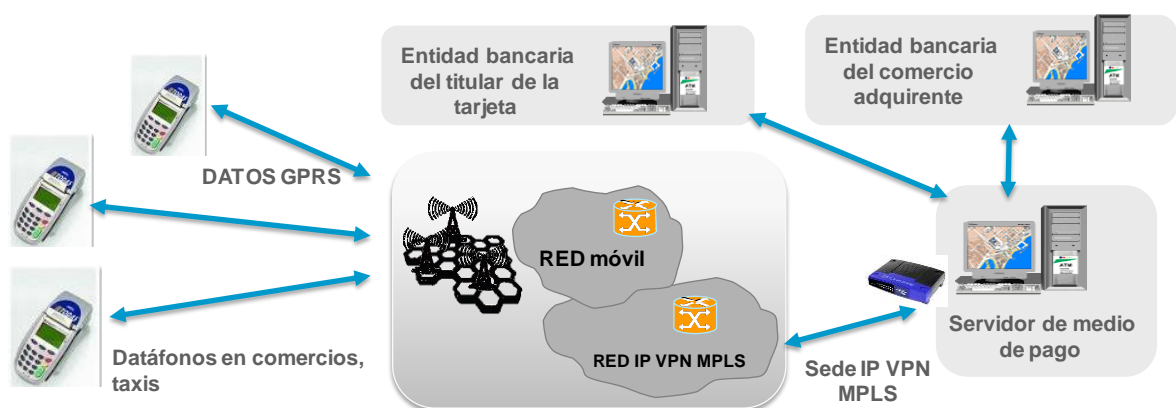 Entidad bancaria
del titular de la
tarjeta
Entidad bancaria
del comercio
adquirente
DATOS GPRS
RED móvil
RED IP VPN MPLS
Datáfonos en comercios,
taxis
Sede IP VPN
MPLS
Servidor de medio
de pago